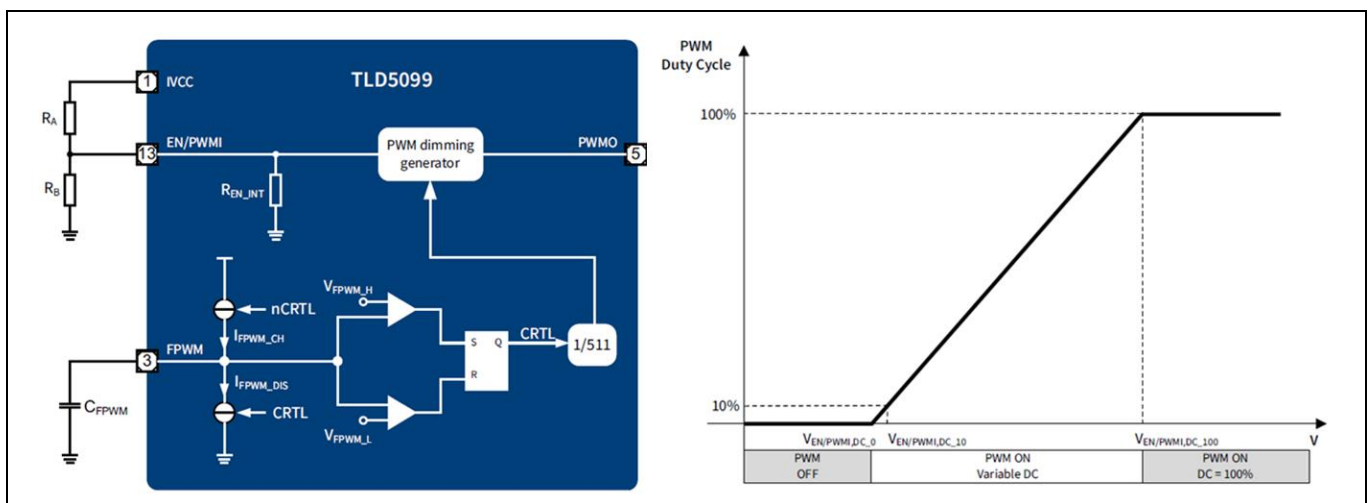 TLD5099
1
IVCC
RA
13
EN/PWMI
PWM dimming
generator
PWMO
5
RB
REN_INT
VFPWM_H
nCRTL
IFPWM_CH
S
Q
CRTL
1/511
R
3
FPWM
IFPWM_DIS
CFPWM
CRTL
VFPWM_L
PWM
Duty Cycle
100%
10%
VEN/PWMI,DC_0
VEN/PWMI,DC_10
VEN/PWMI,DC_100
V
PWM
OFF
PWM ON
Variable DC
PWM ON
DC = 100%